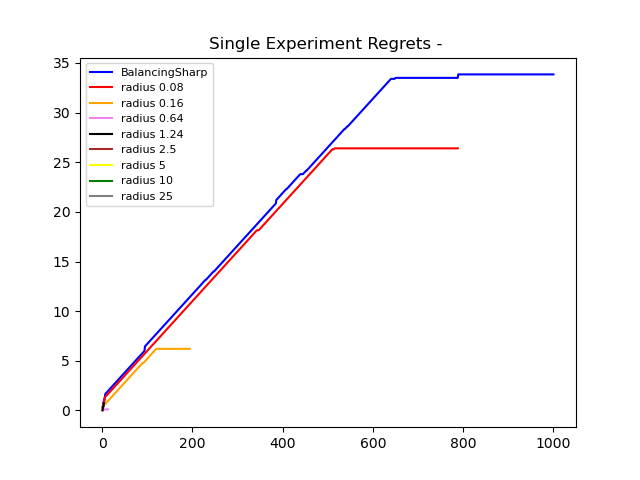 Single Experiment Regrets -
35
30
25
20
15
10
5
0
BalancingSharp
radius 0.08
radius 0.16
radius 0.64
radius 1.24
radius 2.5
radius 5
radius 10
radius 25
0 200 400 600 800 1000